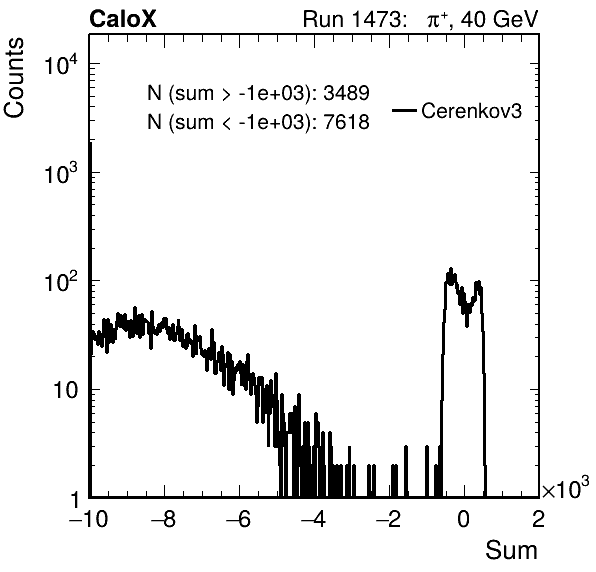 CaloX Run 1473: π⁺, 40 GeV
Counts
N (sum > -1e+03): 3489
N (sum < -1e+03): 7618
Cerenkov3
10⁴
10³
10²
10
1
−10 −8 −6 −4 −2 0 2
×10³
Sum